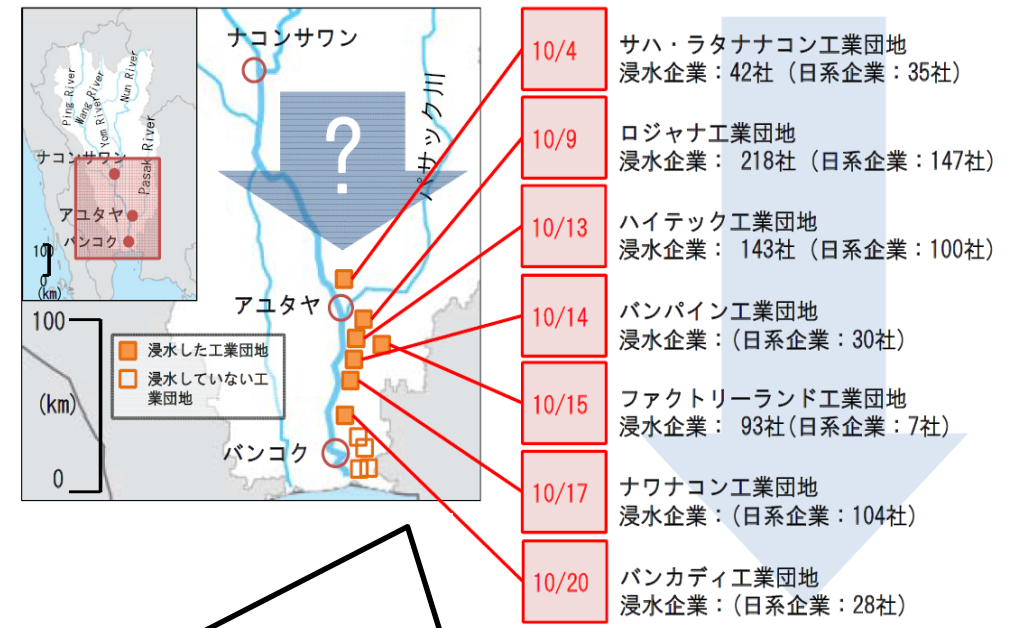 ナコンサワン
Ping River
Wang River
Yom River
Nun River
Pasak River
ナコンサワン
アユタヤ
バンコク
100
0
(km)
?
パサック川
アユタヤ
バンコク
100
(km)
0
浸水した工業団地
浸水していない工
業団地
10/4
サハ・ラタナナコン工業団地
浸水企業：42社（日系企業：35社）
10/9
ロジャナ工業団地
浸水企業： 218社（日系企業：147社）
10/13
ハイテック工業団地
浸水企業： 143社（日系企業：100社）
10/14
バンパイン工業団地
浸水企業：（日系企業：30社）
10/15
ファクトリーランド工業団地
浸水企業： 93社（日系企業：7社）
10/17
ナワナコン工業団地
浸水企業：（日系企業：104社）
10/20
バンカディ工業団地
浸水企業：（日系企業：28社）